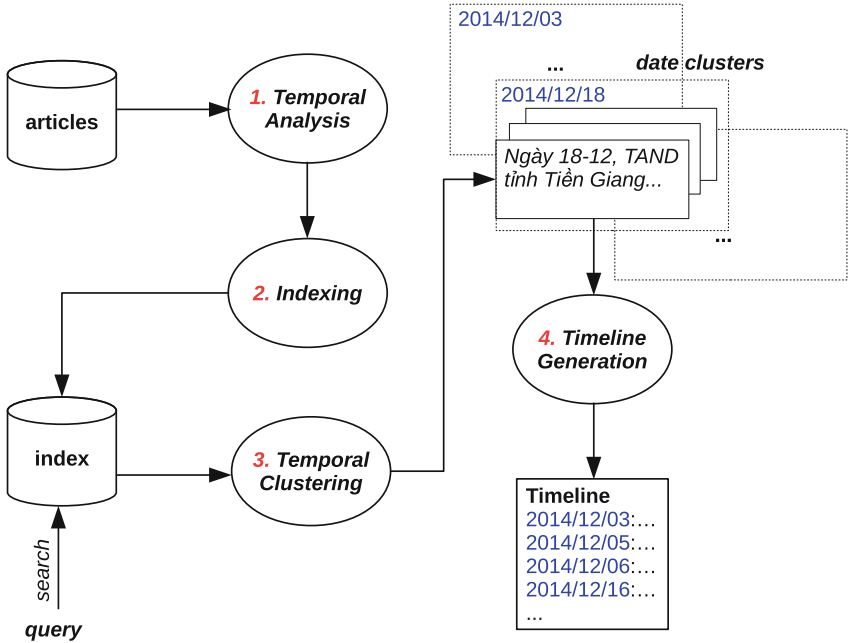 articles
1. Temporal
Analysis
2. Indexing
index
search
query
3. Temporal
Clustering
2014/12/03
...
date clusters
2014/12/18
Ngày 18-12, TAND
tỉnh Tiền Giang...
...
4. Timeline
Generation
Timeline
2014/12/03:...
2014/12/05:...
2014/12/06:...
2014/12/16:...
...